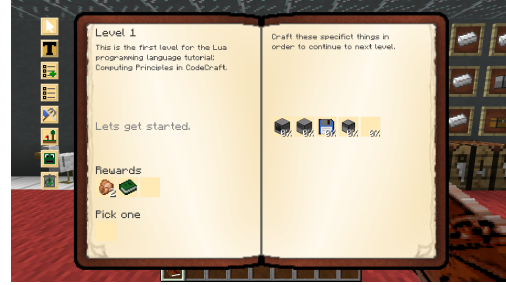 Level 1
This is the first level for the Lua
programming language tutorial:
Computing Principles in CodeCraft.
Lets get started.
Rewards
2
Pick one
Craft these specifict things in
order to continue to next level.
0% 0% 0% 0% 0%
T